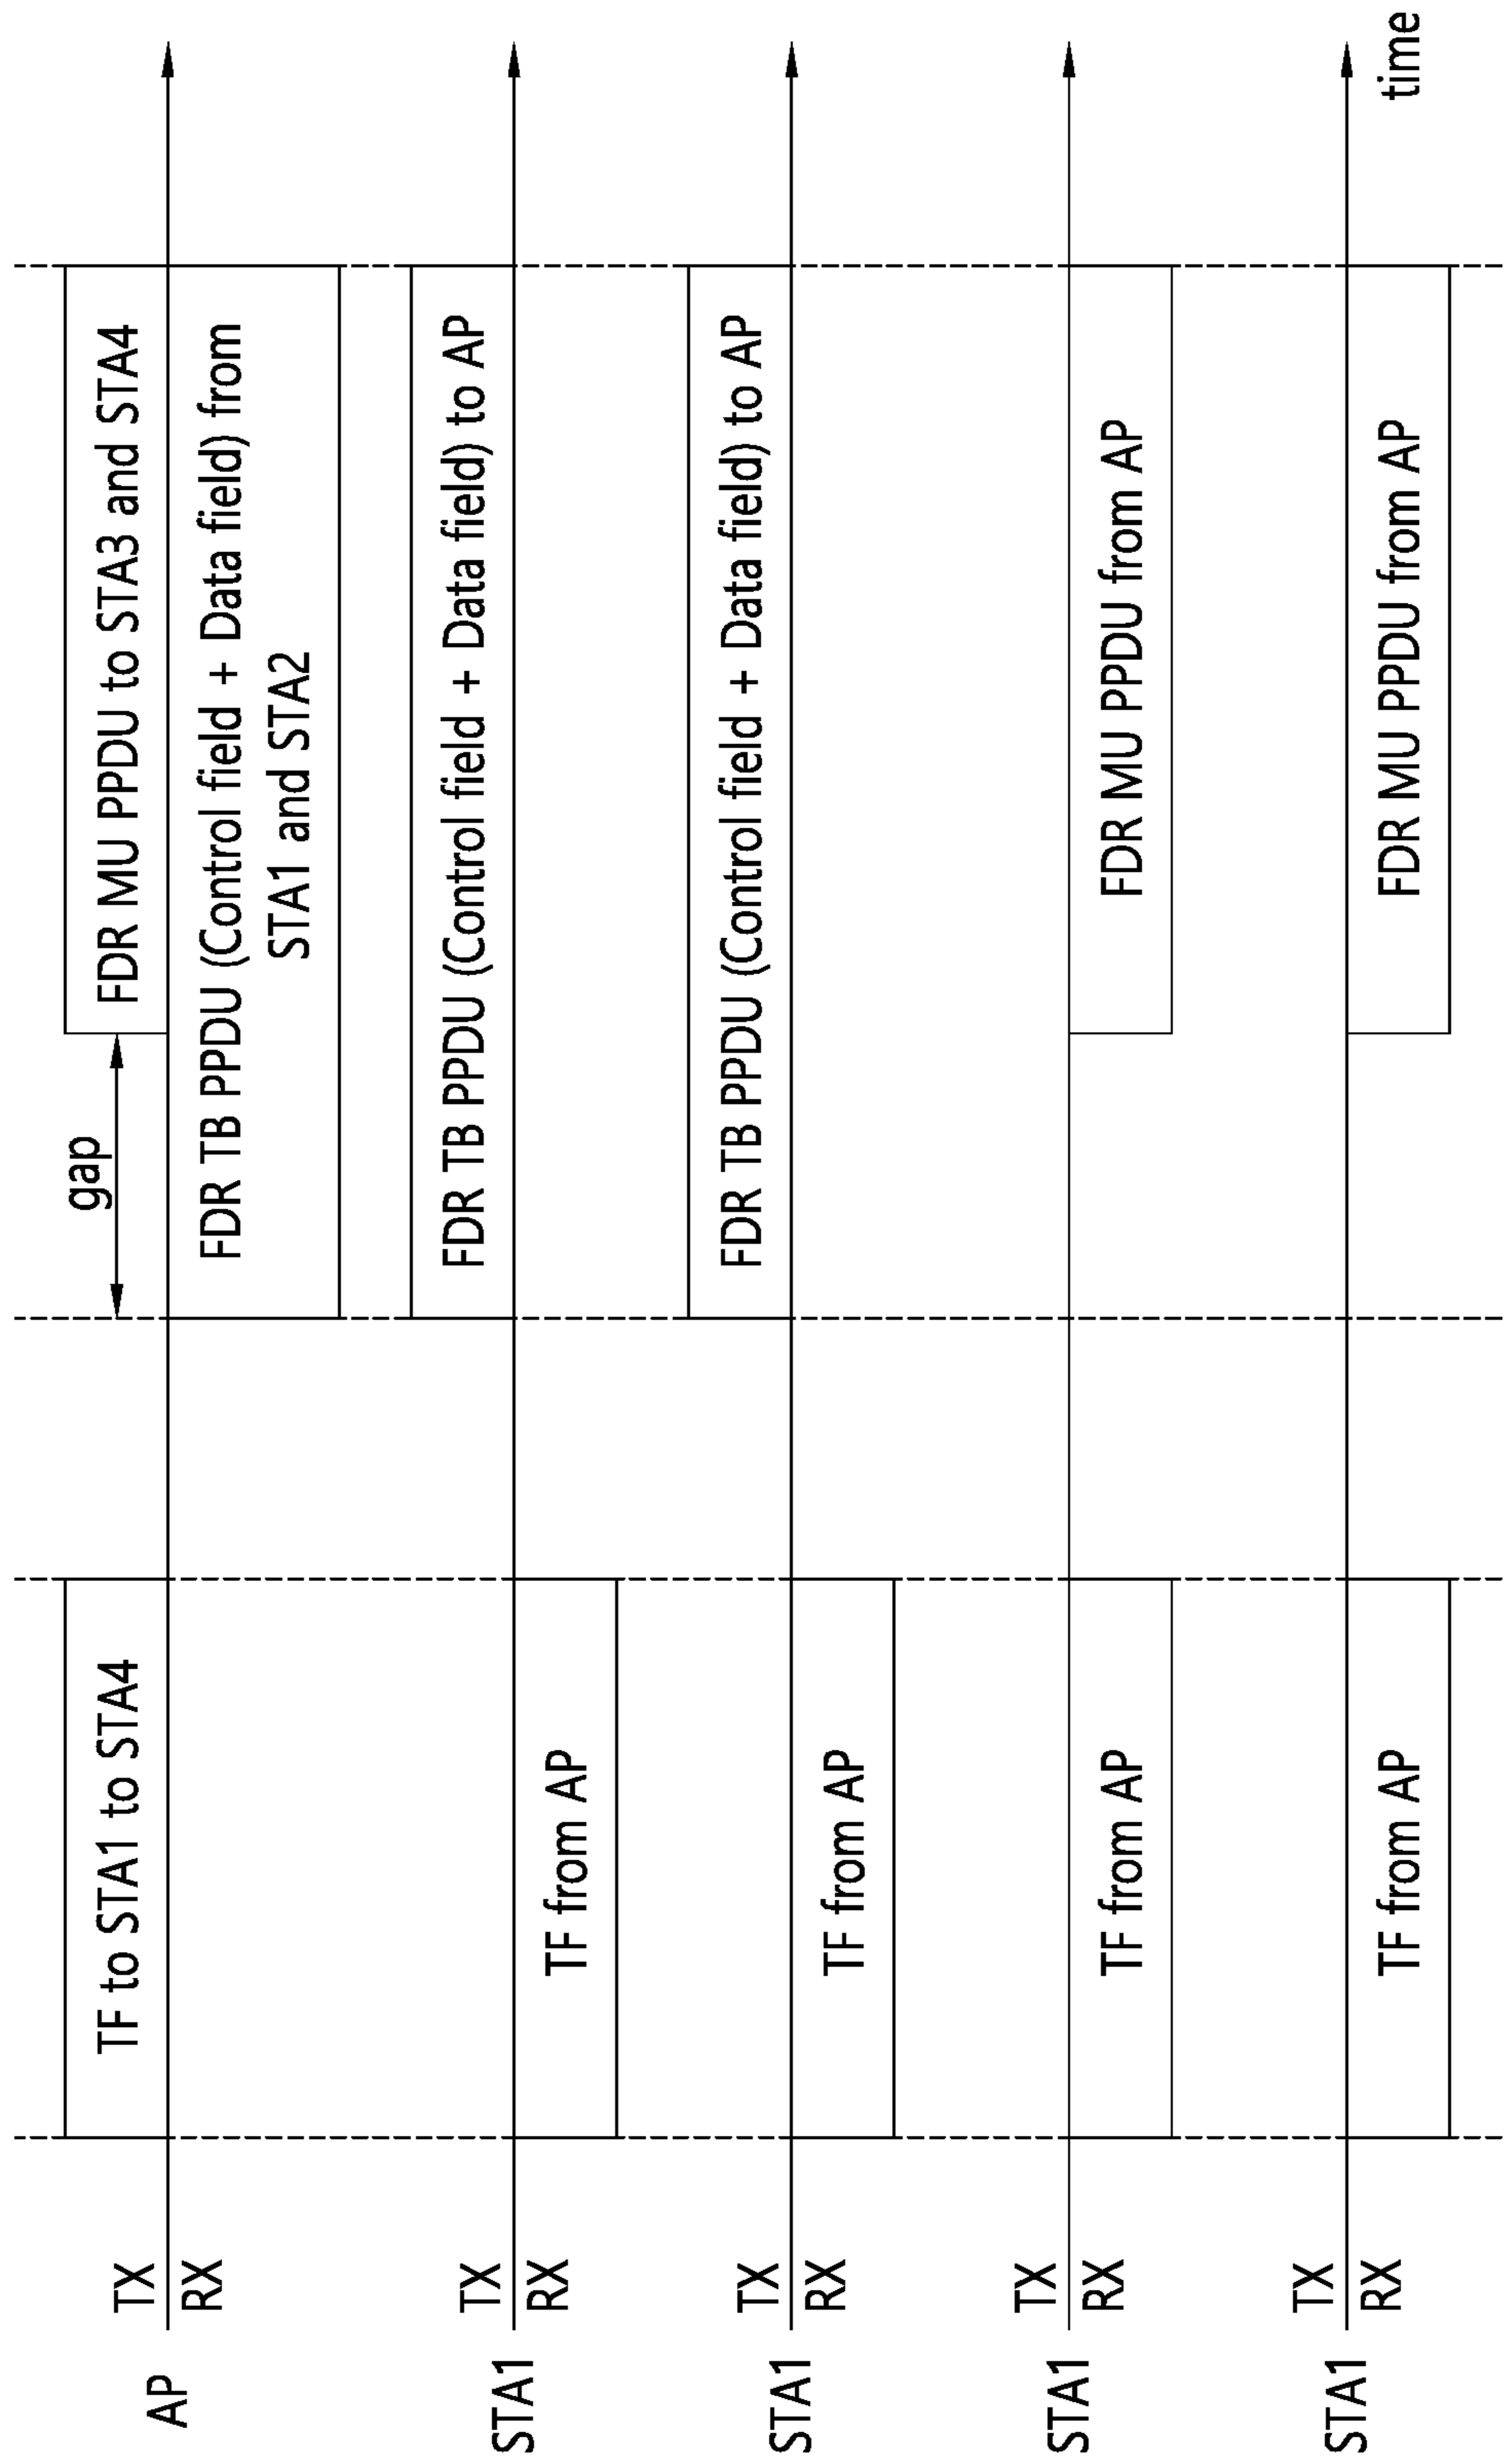 TF to STA1 to STA4
gap
FDR MU PPDU to STA3 and STA4
AP
TX
RX
FDR TB PPDU (Control field + Data field) from
STA1 and STA2
FDR TB PPDU (Control field + Data field) to AP
STA1
TX
RX
TF from AP
FDR TB PPDU (Control field + Data field) to AP
STA1
TX
RX
TF from AP
STA1
TX
RX
TF from AP
FDR MU PPDU from AP
STA1
TX
RX
TF from AP
FDR MU PPDU from AP
time